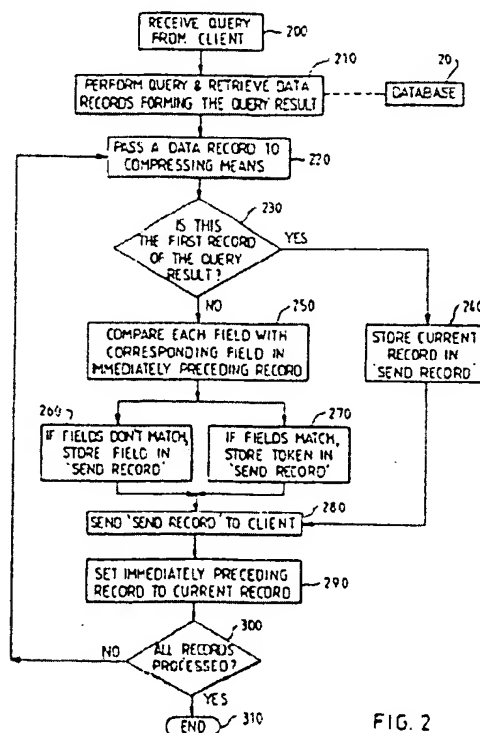 RECEIVE QUERY
FROM CLIENT
200
210
PERFORM QUERY & RETRIEVE DATA
RECORDS FORMING THE QUERY RESULT
20
DATABASE
PASS A DATA RECORD TO
COMPRESSING MEANS
220
230
IS THIS
THE FIRST RECORD
OF THE QUERY
RESULT?
YES
NO
250
COMPARE EACH FIELD WITH
CORRESPONDING FIELD IN
IMMEDIATELY PRECEDING RECORD
240
STORE CURRENT
RECORD IN
'SEND RECORD'
260
IF FIELDS DON'T MATCH,
STORE FIELD IN
'SEND RECORD'
270
IF FIELDS MATCH,
STORE TOKEN IN
'SEND RECORD'
280
SEND 'SEND RECORD' TO CLIENT
SET IMMEDIATELY PRECEDING
RECORD TO CURRENT RECORD
290
300
NO
ALL RECORDS
PROCESSED?
YES
END
310
FIG. 2